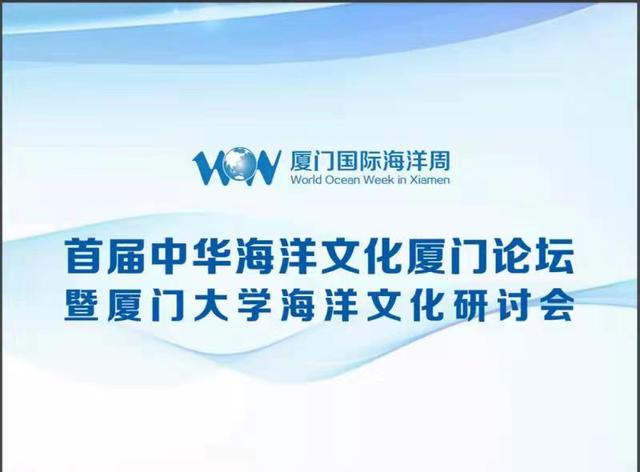 WOW 厦门国际海洋周
World Ocean Week in Xiamen
首届中华海洋文化厦门论坛
暨厦门大学海洋文化研讨会